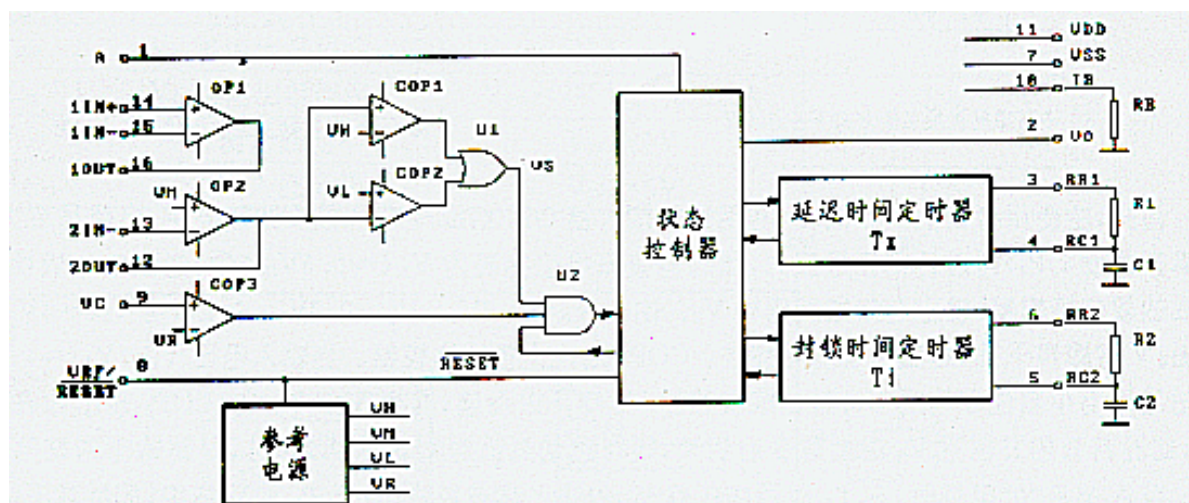 A 1
1IN+ 14
1IN- 15
1OUT 16
OP1
VM
OP2
2IN- 13
2OUT 12
VC 9
COP3
VR
VRF/
RESET 8
COP1
VH
VL
COP2
U1
VS
U2
RESET
参考
电源
VH
VM
VL
VR
状态
控制器
延迟时间定时器
Tx
封锁时间定时器
Ti
11 VDD
7 VSS
10 IB
RB
2 VO
3 RR1
R1
4 RC1
C1
6 RR2
R2
5 RC2
C2